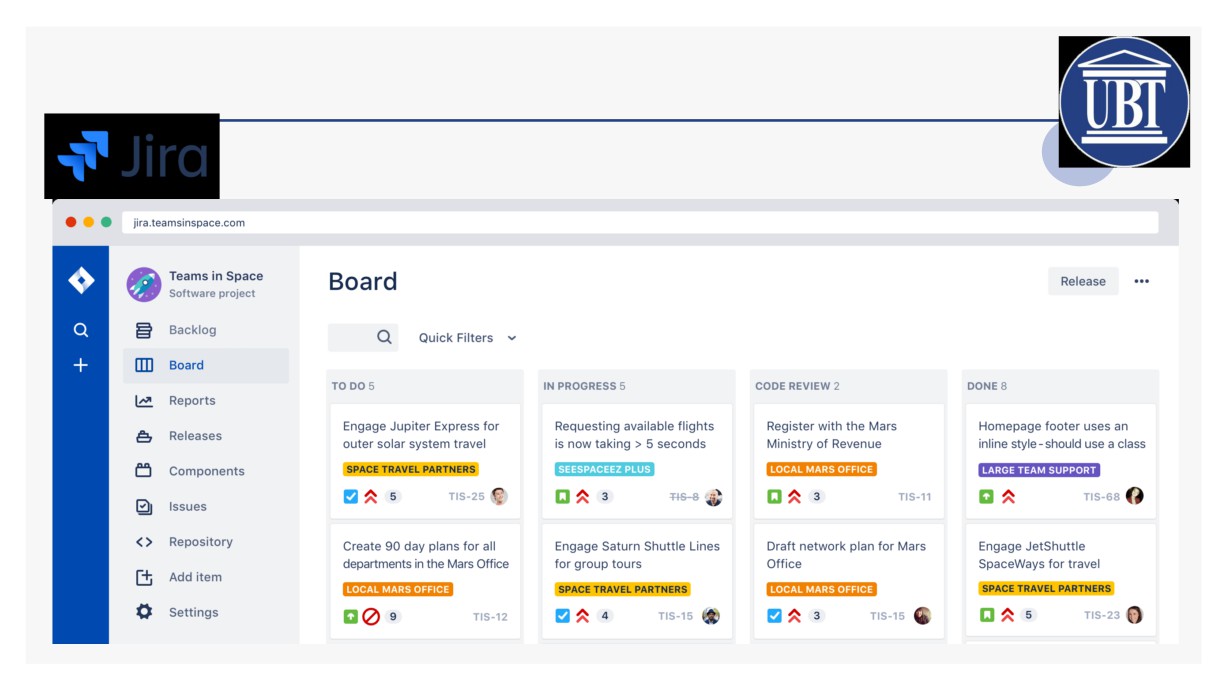 UBT
Jira
jira.teamsinspace.com
Teams in Space
Software project
Backlog
Board
Reports
Releases
Components
Issues
Repository
Add item
Settings
Board
Release
Quick Filters
TO DO 5
Engage Jupiter Express for
outer solar system travel
SPACE TRAVEL PARTNERS
5 TIS-25
Create 90 day plans for all
departments in the Mars Office
LOCAL MARS OFFICE
9 TIS-12
IN PROGRESS 5
Requesting available flights
is now taking > 5 seconds
SEESPACEEZ PLUS
3 TIS-8
Engage Saturn Shuttle Lines
for group tours
SPACE TRAVEL PARTNERS
4 TIS-15
CODE REVIEW 2
Register with the Mars
Ministry of Revenue
LOCAL MARS OFFICE
3 TIS-11
Draft network plan for Mars
Office
LOCAL MARS OFFICE
3 TIS-15
DONE 8
Homepage footer uses an
inline style - should use a class
LARGE TEAM SUPPORT
TIS-68
Engage JetShuttle
SpaceWays for travel
SPACE TRAVEL PARTNERS
5 TIS-23